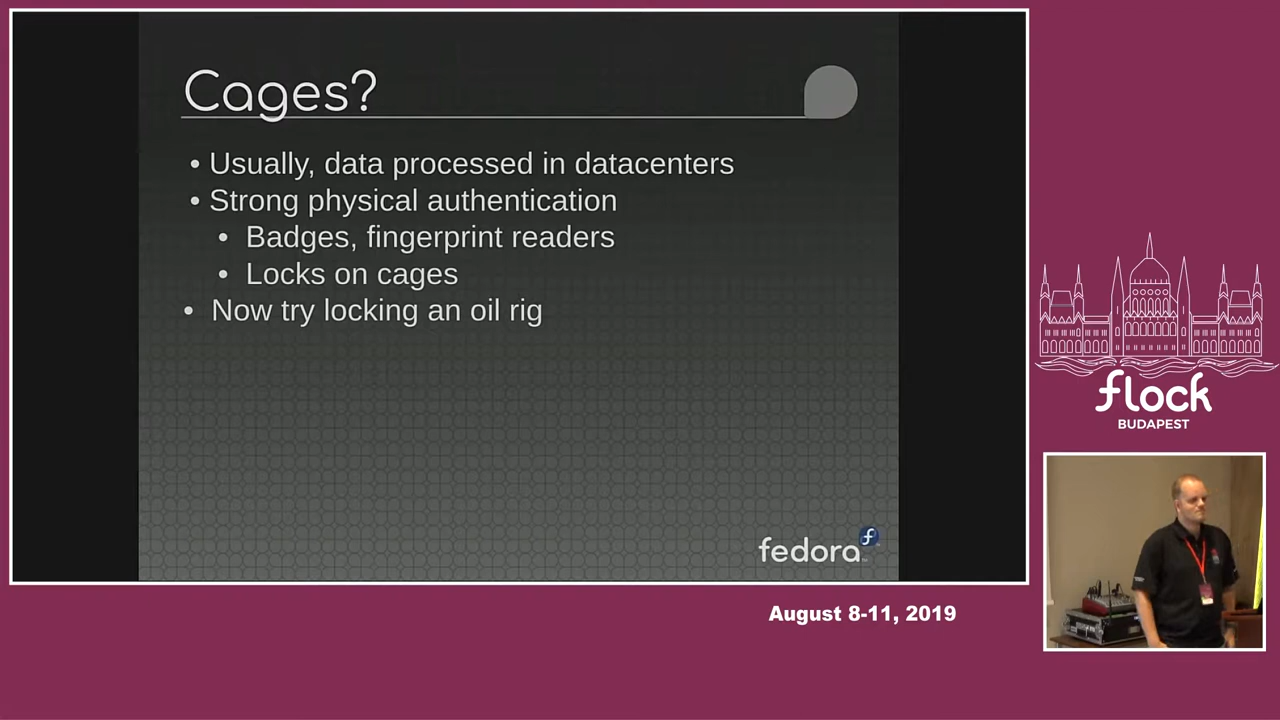 Cages?
• Usually, data processed in datacenters
• Strong physical authentication
• Badges, fingerprint readers
• Locks on cages
• Now try locking an oil rig
fedora
flock
BUDAPEST
August 8-11, 2019